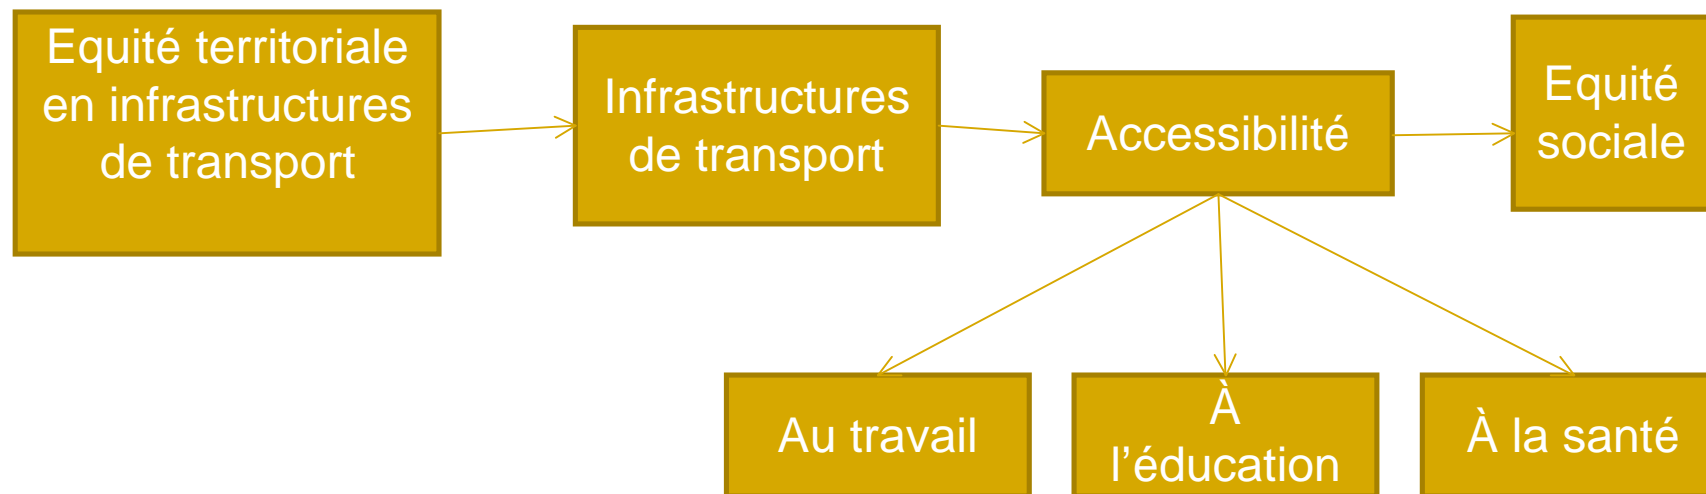 Equité territoriale
en infrastructures
de transport
Infrastructures
de transport
Accessibilité
Equité
sociale
Au travail
À
l’éducation
À la santé